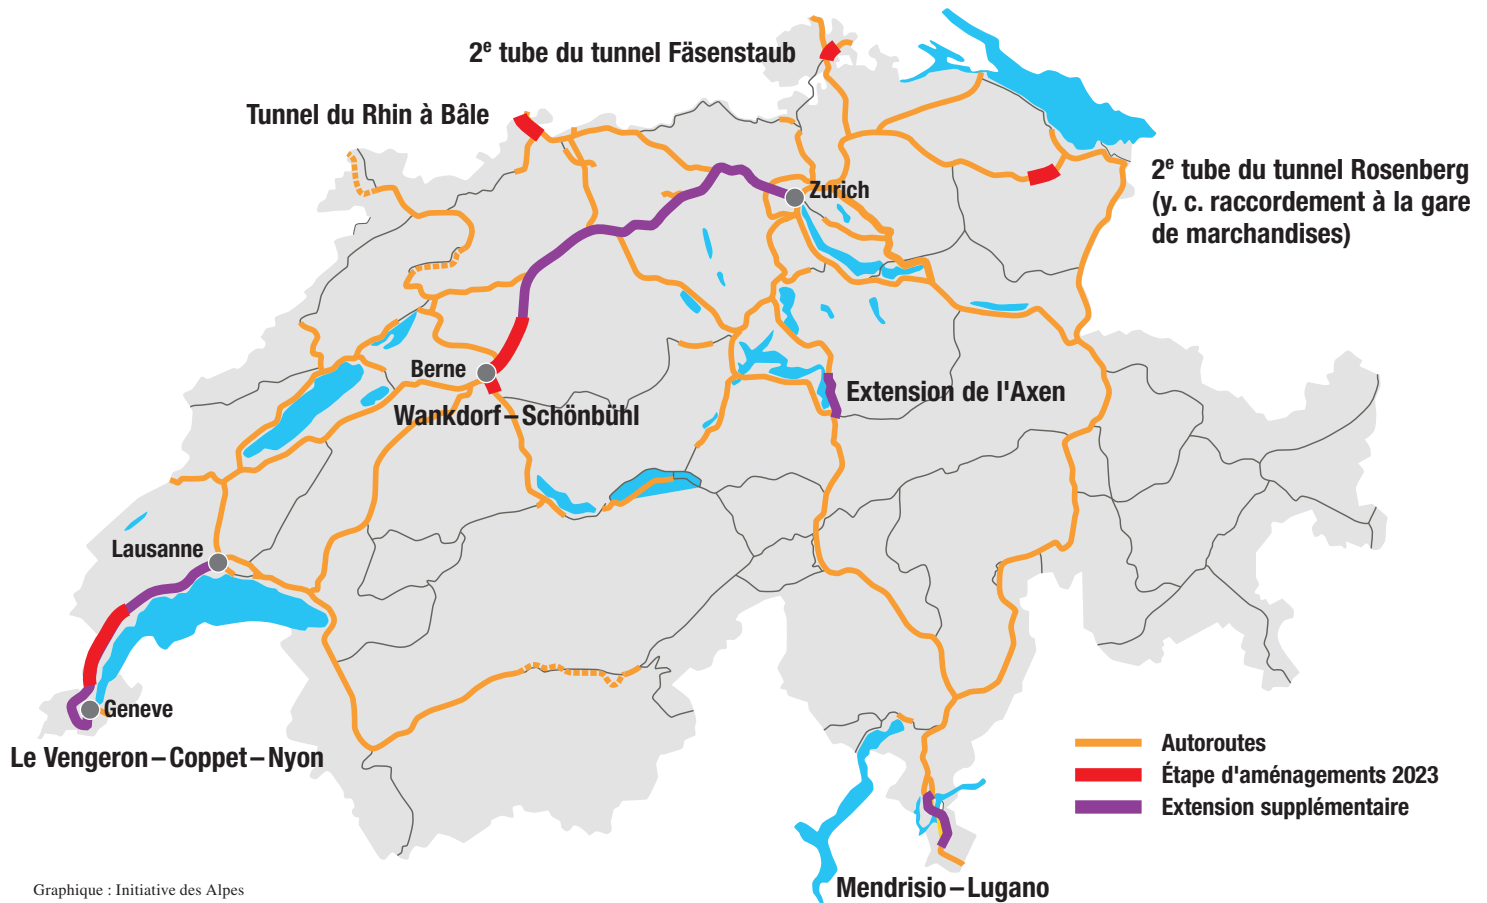 2e tube du tunnel Fäsenstaub
Tunnel du Rhin à Bâle
2e tube du tunnel Rosenberg
(y. c. raccordement à la gare
de marchandises)
Zurich
Berne
Wankdorf – Schönbühl
Extension de l'Axen
Lausanne
Geneve
Le Vengeron – Coppet – Nyon
Autoroutes
Étape d'aménagements 2023
Extension supplémentaire
Mendrisio – Lugano
Graphique : Initiative des Alpes